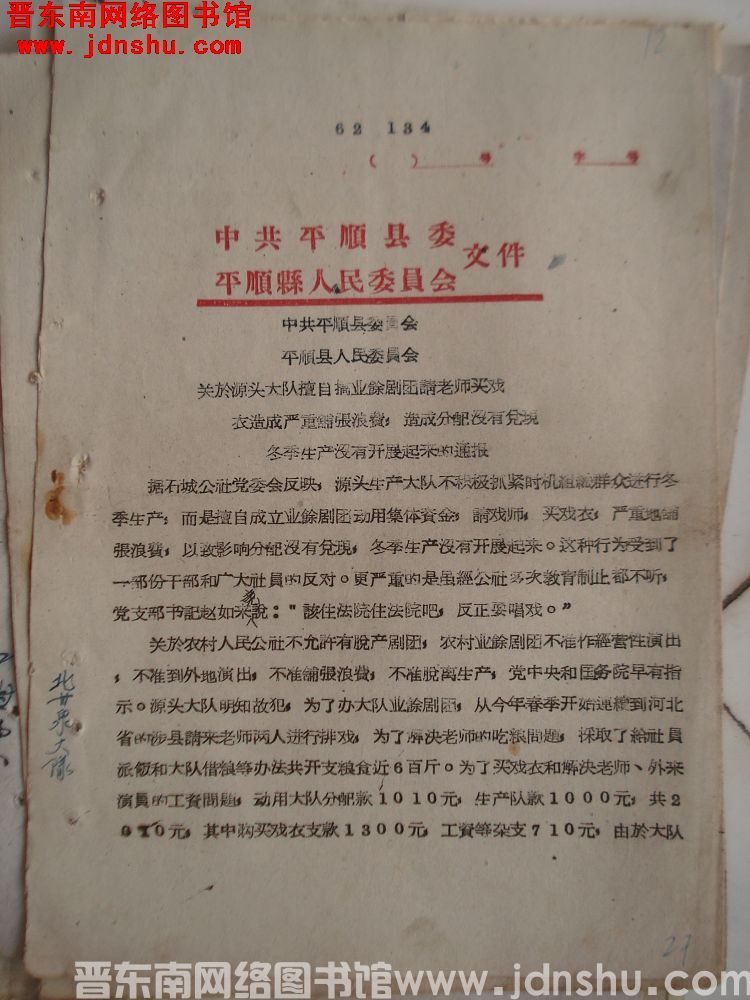 晋东南网络图书馆
www.jdnshu.com
12
62 134
( ) 号 字 号
中共平順县委
文件
平順縣人民委員会
中共平順县委員会
平順县人民委員会
关於源头大队擅自搞业餘剧团請老师买戏
衣造成严重舖張浪費，造成分配沒有兌現
冬季生产沒有开展起来的通报
据石城公社党委会反映，源头生产大队不积极抓紧时机组織群众进行冬
季生产，而是擅自成立业餘剧团动用集体資金，請戏师，买戏衣，严重地舖
張浪費，以致影响分配沒有兌現，冬季生产沒有开展起来。这种行为受到了
一部份干部和广大社員的反对。更严重的是虽經公社多次教育制止都不听，
党支部书記赵如来說："該住法院住法院吧，反正要唱戏。"
关於农村人民公社不允許有脫产剧团，农村业餘剧团不准作經营性演出
，不准到外地演出，不准舖張浪費，不准脫离生产，党中央和国务院早有指
示。源头大队明知故犯，为了办大队业餘剧团，从今年春季开始連續到河北
省的涉县請来老师两人进行排戏，为了解决老师的吃粮問題，採取了給社員
派飯和大队借粮等办法共开支粮食近6百斤。为了买戏衣和解决老师、外来
演員的工資問題，动用大队分配款1010元，生产队款1000元，共2
010元，其中购买戏衣支款1300元，工資等杂支710元，由於大队
北甘泉大队
27
晋东南网络图书馆www.jdnshu.com